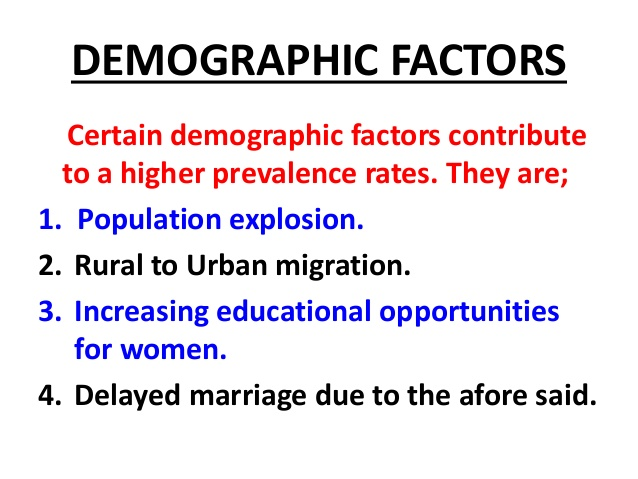 DEMOGRAPHIC FACTORS
Certain demographic factors contribute
to a higher prevalence rates. They are;
1. Population explosion.
2. Rural to Urban migration.
3. Increasing educational opportunities
for women.
4. Delayed marriage due to the afore said.